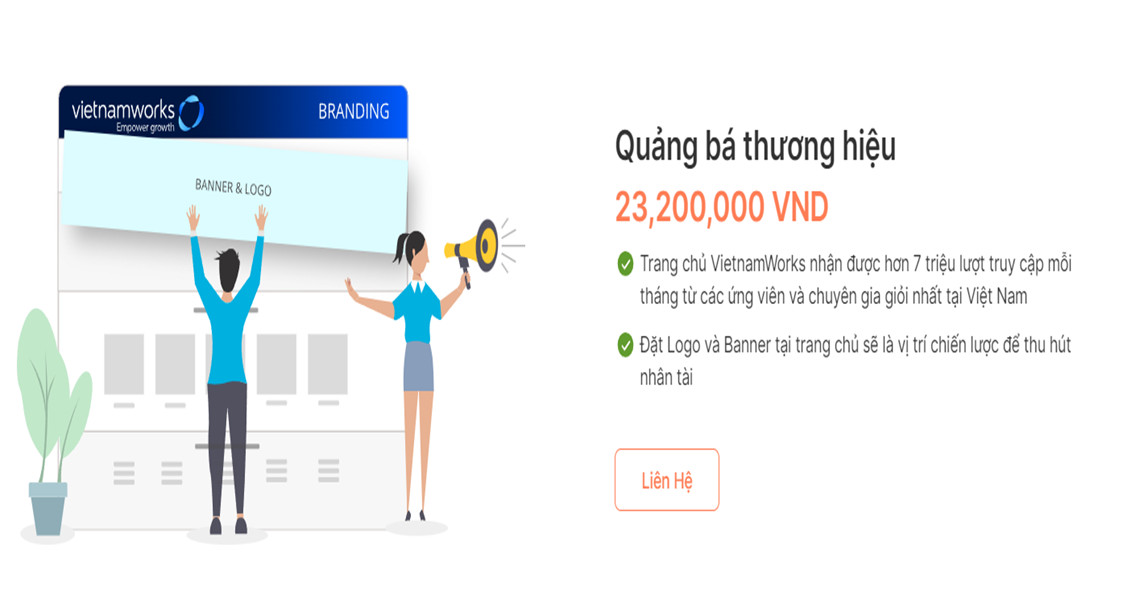 vietnamworks
Empower growth
BRANDING
BANNER & LOGO
Quảng bá thương hiệu
23,200,000 VND
Trang chủ VietnamWorks nhận được hơn 7 triệu lượt truy cập mỗi
tháng từ các ứng viên và chuyên gia giỏi nhất tại Việt Nam
Đặt Logo và Banner tại trang chủ sẽ là vị trí chiến lược để thu hút
nhân tài
Liên Hệ